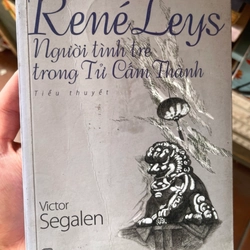 René Leys
Người tình trẻ
trong Tử Cấm Thành
Tiểu thuyết
Victor
Segalen